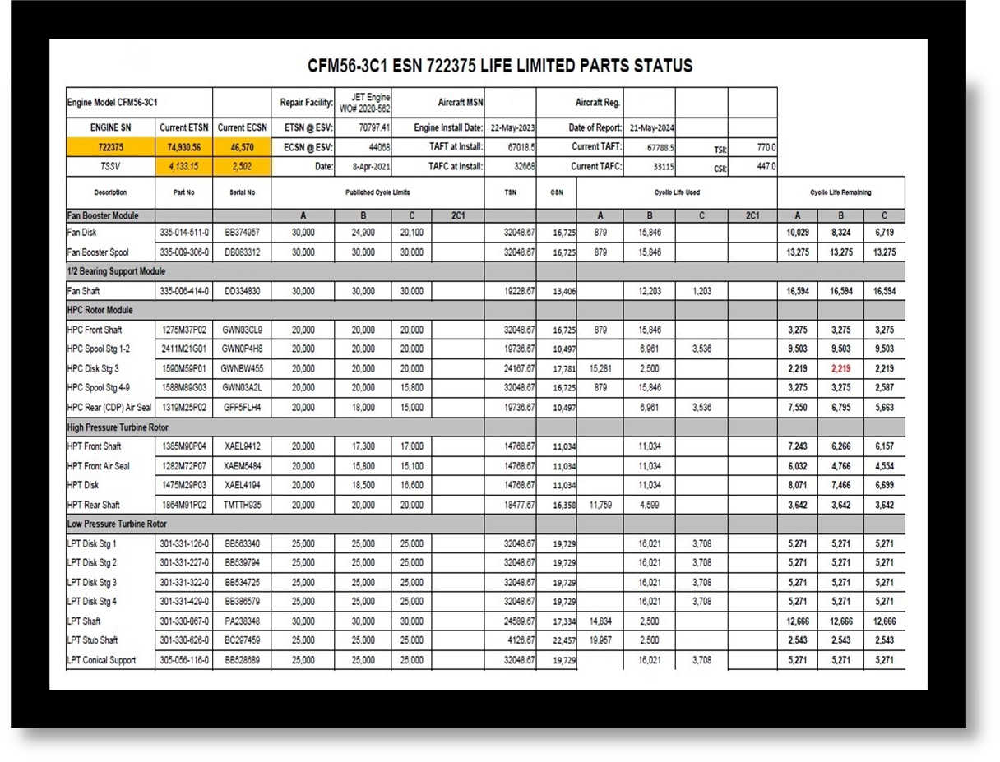 CFM56-3C1 ESN 722375 LIFE LIMITED PARTS STATUS
Engine Model CFM56-3C1 Repair Facility: JET Engine WO# 2020-562 Aircraft MSN Aircraft Reg.
ENGINE SN Current ETSN Current ECSN ETSN @ ESV: 70797.41 Engine Install Date: 22-May-2023 Date of Report: 21-May-2024
722375 74,930.56 46,570 ECSN @ ESV: 44068 TAFT at Install: 67018.5 Current TAFT: 67788.5 TSI: 770.0
TSSV 4,133.15 2,502 Date: 8-Apr-2021 TAFC at Install: 32668 Current TAFC: 33115 CSI: 447.0
Description Part No Serial No Published Cycle Limits TSN CSN Cyclic Life Used Cyclic Life Remaining
Fan Booster Module A B C 2C1 A B C 2C1 A B C
Fan Disk 335-014-511-0 BB374957 30,000 24,900 20,100 32048.67 16,725 879 15,846 10,029 8,324 6,719
Fan Booster Spool 335-009-306-0 DB083312 30,000 30,000 30,000 32048.67 16,725 879 15,846 13,275 13,275 13,275
1/2 Bearing Support Module
Fan Shaft 335-006-414-0 DD334830 30,000 30,000 30,000 19228.67 13,406 12,203 1,203 16,594 16,594 16,594
HPC Rotor Module
HPC Front Shaft 1275M37P02 GWN03CL9 20,000 20,000 20,000 32048.67 16,725 879 15,846 3,275 3,275 3,275
HPC Spool Stg 1-2 2411M21G01 GWN0P4H8 20,000 20,000 20,000 19736.67 10,497 6,961 3,536 9,503 9,503 9,503
HPC Disk Stg 3 1590M59P01 GWNBW455 20,000 20,000 20,000 24167.67 17,781 15,281 2,500 2,219 2,219 2,219
HPC Spool Stg 4-9 1588M89G03 GWN03A2L 20,000 20,000 15,800 32048.67 16,725 879 15,846 3,275 3,275 2,587
HPC Rear (CDP) Air Seal 1319M25P02 GFF5FLH4 20,000 18,000 15,000 19736.67 10,497 6,961 3,536 7,550 6,795 5,663
High Pressure Turbine Rotor
HPT Front Shaft 1385M90P04 XAEL9412 20,000 17,300 17,000 14768.67 11,034 11,034 7,243 6,266 6,157
HPT Front Air Seal 1282M72P07 XAEM5484 20,000 15,800 15,100 14768.67 11,034 11,034 6,032 4,766 4,554
HPT Disk 1475M29P03 XAEL4194 20,000 18,500 16,600 14768.67 11,034 11,034 8,071 7,466 6,699
HPT Rear Shaft 1864M91P02 TMTTH935 20,000 20,000 20,000 18477.67 16,358 11,759 4,599 3,642 3,642 3,642
Low Pressure Turbine Rotor
LPT Disk Stg 1 301-331-126-0 BB563340 25,000 25,000 25,000 32048.67 19,729 16,021 3,708 5,271 5,271 5,271
LPT Disk Stg 2 301-331-227-0 BB539794 25,000 25,000 25,000 32048.67 19,729 16,021 3,708 5,271 5,271 5,271
LPT Disk Stg 3 301-331-322-0 BB534725 25,000 25,000 25,000 32048.67 19,729 16,021 3,708 5,271 5,271 5,271
LPT Disk Stg 4 301-331-429-0 BB386579 25,000 25,000 25,000 32048.67 19,729 16,021 3,708 5,271 5,271 5,271
LPT Shaft 301-330-067-0 PA238348 30,000 30,000 30,000 24589.67 17,334 14,834 2,500 12,666 12,666 12,666
LPT Stub Shaft 301-330-626-0 BC297459 25,000 25,000 25,000 4126.67 22,457 19,957 2,500 2,543 2,543 2,543
LPT Conical Support 305-056-116-0 BB528689 25,000 25,000 25,000 32048.67 19,729 16,021 3,708 5,271 5,271 5,271